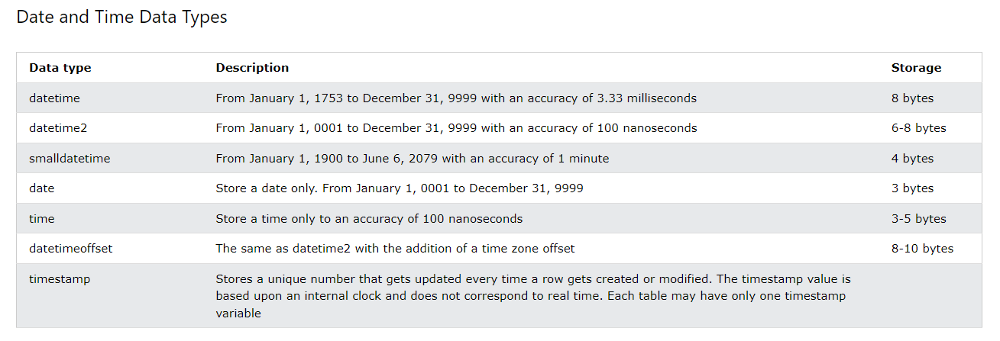 Date and Time Data Types
Data type Description Storage
datetime From January 1, 1753 to December 31, 9999 with an accuracy of 3.33 milliseconds 8 bytes
datetime2 From January 1, 0001 to December 31, 9999 with an accuracy of 100 nanoseconds 6-8 bytes
smalldatetime From January 1, 1900 to June 6, 2079 with an accuracy of 1 minute 4 bytes
date Store a date only. From January 1, 0001 to December 31, 9999 3 bytes
time Store a time only to an accuracy of 100 nanoseconds 3-5 bytes
datetimeoffset The same as datetime2 with the addition of a time zone offset 8-10 bytes
timestamp Stores a unique number that gets updated every time a row gets created or modified. The timestamp value is
based upon an internal clock and does not correspond to real time. Each table may have only one timestamp
variable